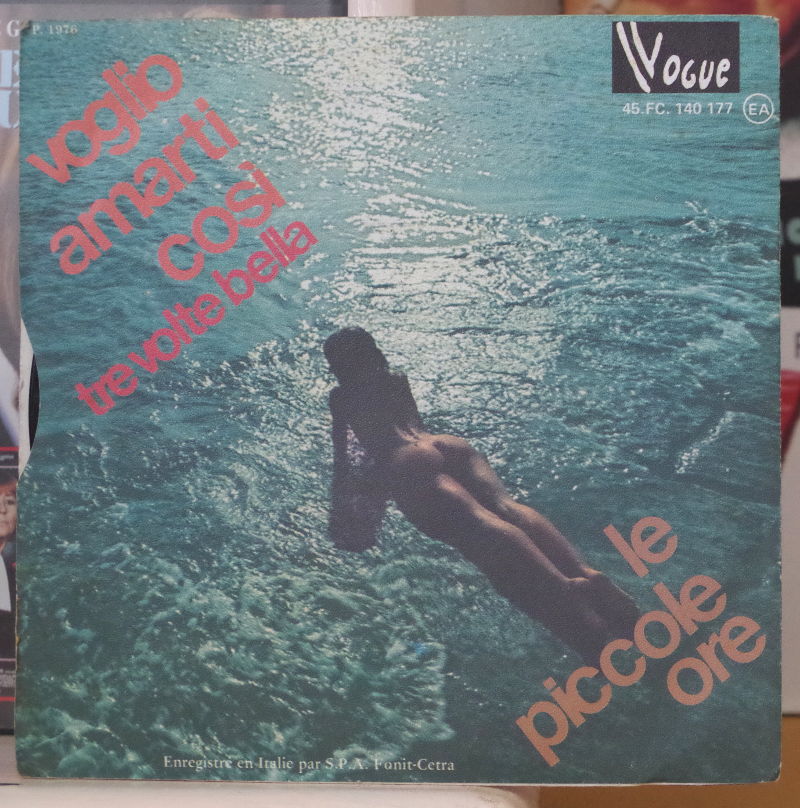 P. 1976
VOGUE
45.FC. 140 177 EA
voglio
amarti
così
tre volte bella
le
piccole
ore
Enregistré en Italie par S.P.A. Fonit-Cetra